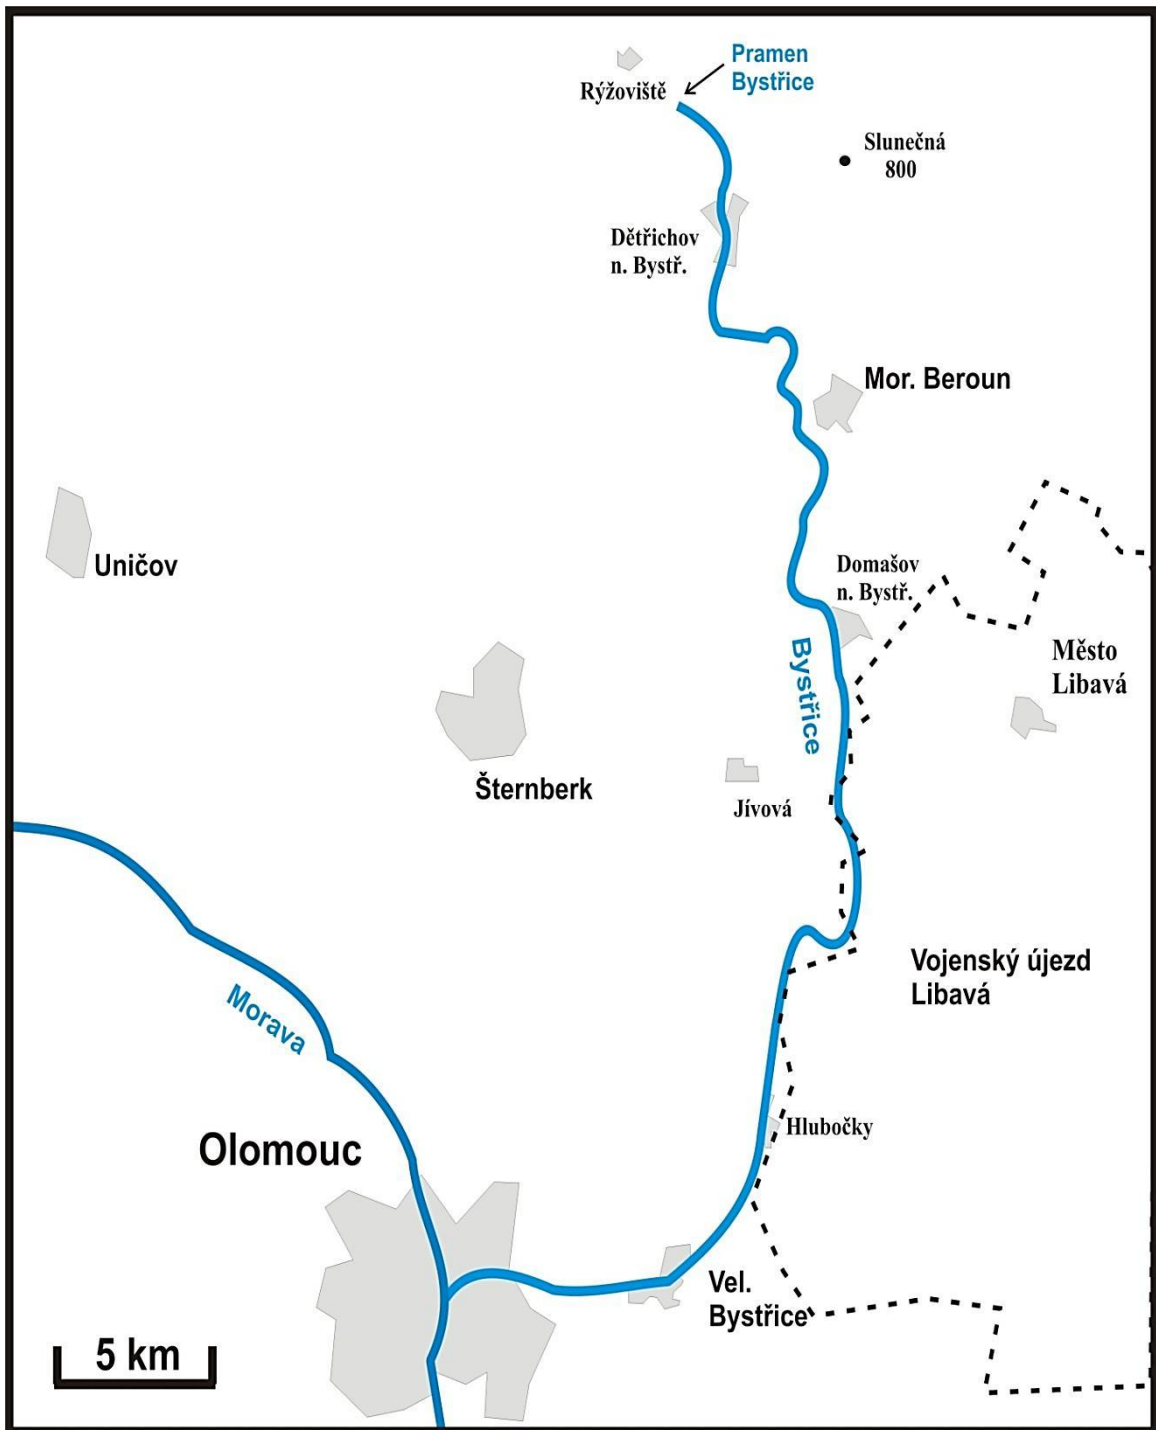 Pramen
Bystřice
Rýžoviště
Slunečná
800
Dětřichov
n. Bystř.
Mor. Beroun
Uničov
Domašov
n. Bystř.
Město
Libavá
Bystřice
Šternberk
Jívová
Vojenský újezd
Libavá
Morava
Hlubočky
Olomouc
Vel.
Bystřice
5 km